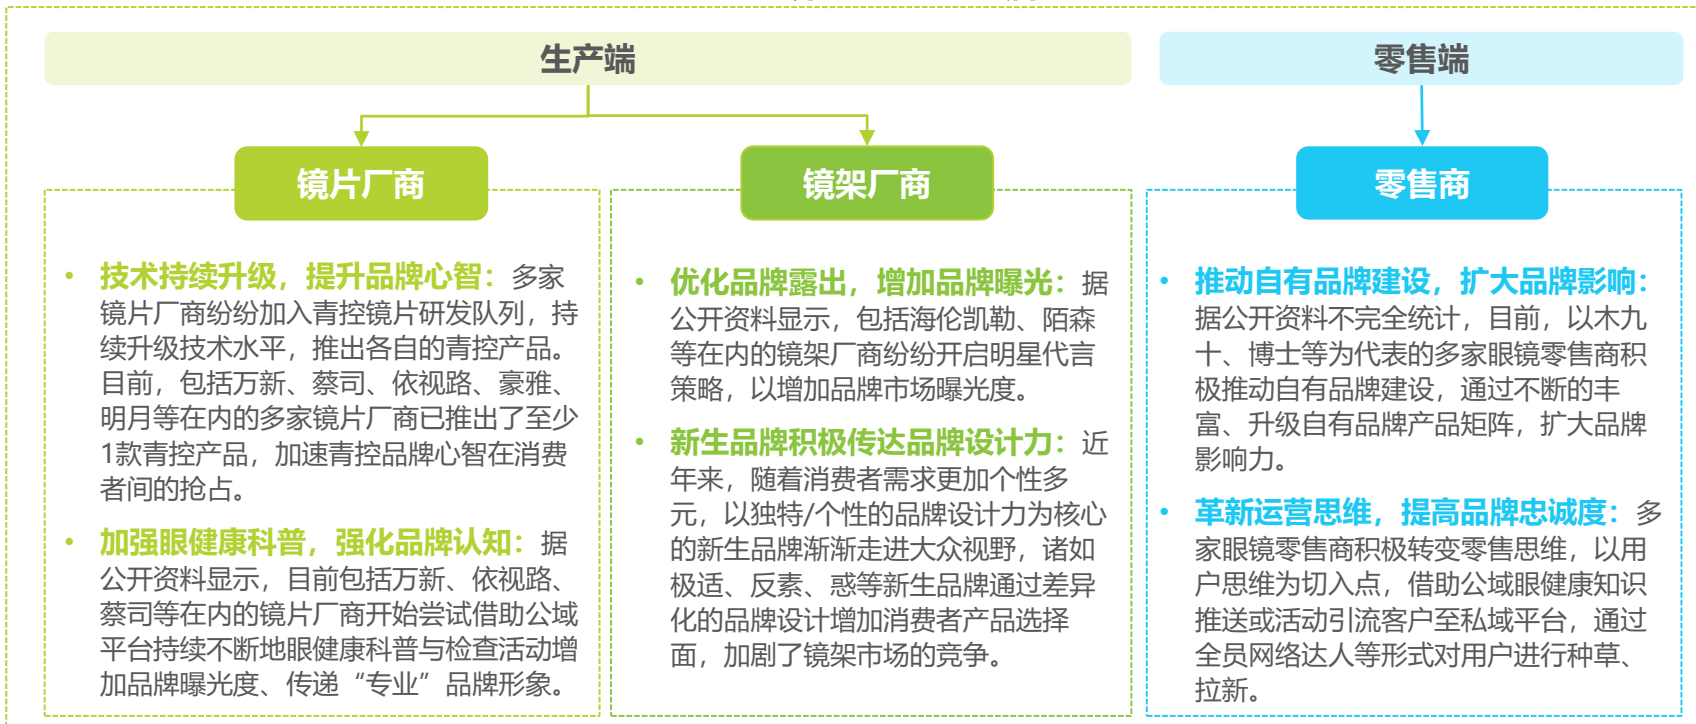 生产端
零售端
镜片厂商
镜架厂商
零售商
• 技术持续升级，提升品牌心智：多家
镜片厂商纷纷加入青控镜片研发队列，持
续升级技术水平，推出各自的青控产品。
目前，包括万新、蔡司、依视路、豪雅、
明月等在内的多家镜片厂商已推出了至少
1款青控产品，加速青控品牌心智在消费
者间的抢占。
• 加强眼健康科普，强化品牌认知：据
公开资料显示，目前包括万新、依视路、
蔡司等在内的镜片厂商开始尝试借助公域
平台持续不断地眼健康科普与检查活动增
加品牌曝光度、传递“专业”品牌形象。
• 优化品牌露出，增加品牌曝光：据
公开资料显示，包括海伦凯勒、陌森
等在内的镜架厂商纷纷开启明星代言
策略，以增加品牌市场曝光度。
• 新生品牌积极传达品牌设计力：近
年来，随着消费者需求更加个性多
元，以独特/个性的品牌设计力为核心
的新生品牌渐渐走进大众视野，诸如
极适、反素、惑等新生品牌通过差异
化的品牌设计增加消费者产品选择
面，加剧了镜架市场的竞争。
• 推动自有品牌建设，扩大品牌影响：
据公开资料不完全统计，目前，以木九
十、博士等为代表的多家眼镜零售商积
极推动自有品牌建设，通过不断的丰
富、升级自有品牌产品矩阵，扩大品牌
影响力。
• 革新运营思维，提高品牌忠诚度：多
家眼镜零售商积极转变零售思维，以用
户思维为切入点，借助公域眼健康知识
推送或活动引流客户至私域平台，通过
全员网络达人等形式对用户进行种草、
拉新。